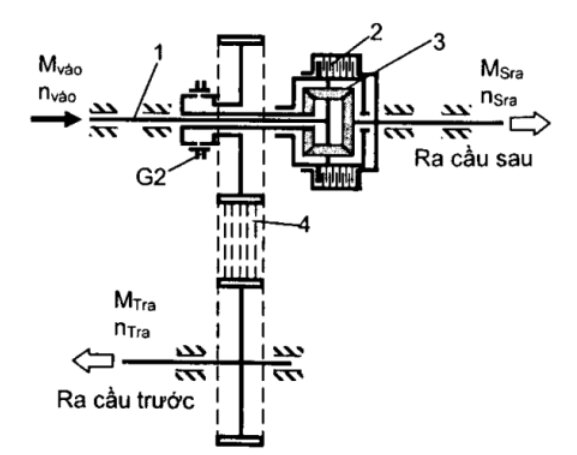 2
3
1
Mvào
nvào
MSra
nSra
Ra cầu sau
G2
4
MTra
nTra
Ra cầu trước